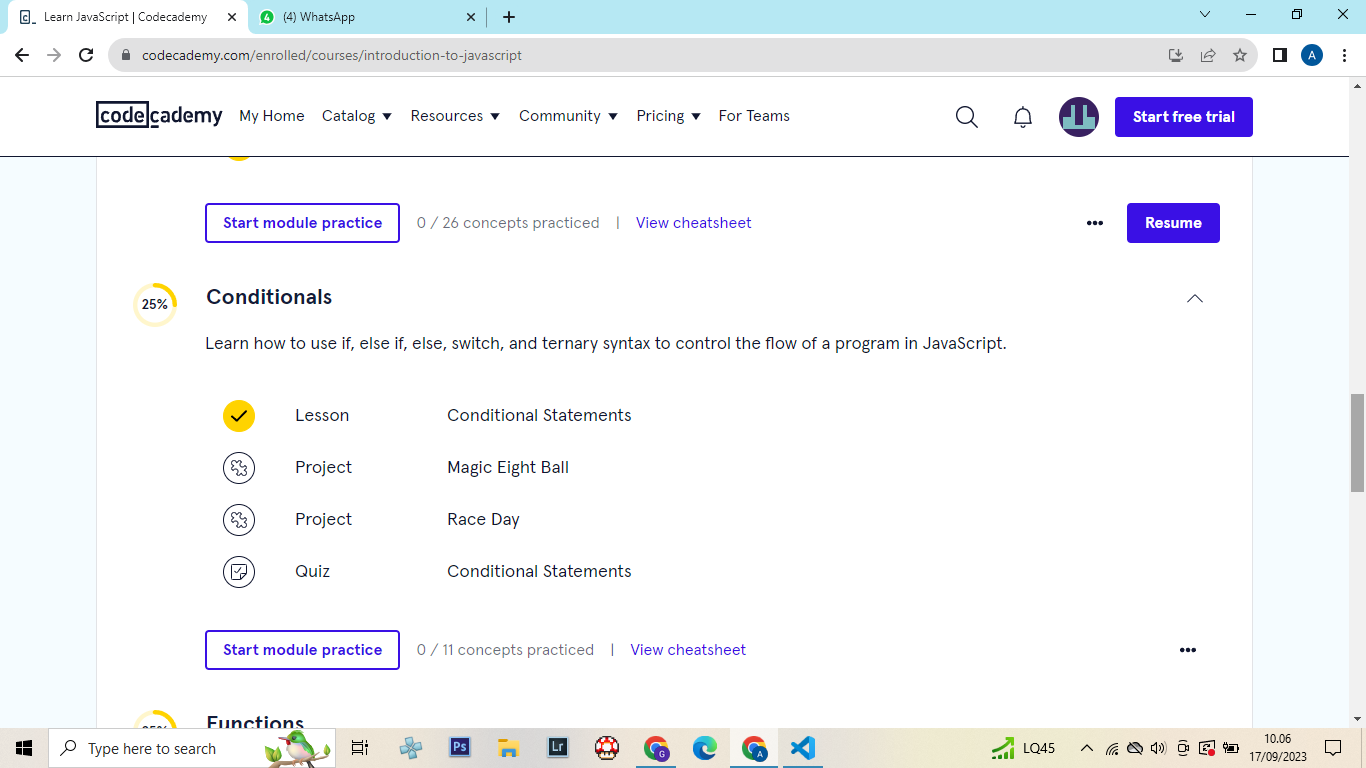 Learn JavaScript | Codecademy
4 (4) WhatsApp
codecademy.com/enrolled/courses/introduction-to-javascript
A
codecademy My Home Catalog Resources Community Pricing For Teams Start free trial
Start module practice 0 / 26 concepts practiced | View cheatsheet ••• Resume
25% Conditionals
Learn how to use if, else if, else, switch, and ternary syntax to control the flow of a program in JavaScript.
Lesson Conditional Statements
Project Magic Eight Ball
Project Race Day
Quiz Conditional Statements
Start module practice 0 / 11 concepts practiced | View cheatsheet •••
Functions
Type here to search Ps Lr G A LQ45 10.06
17/09/2023